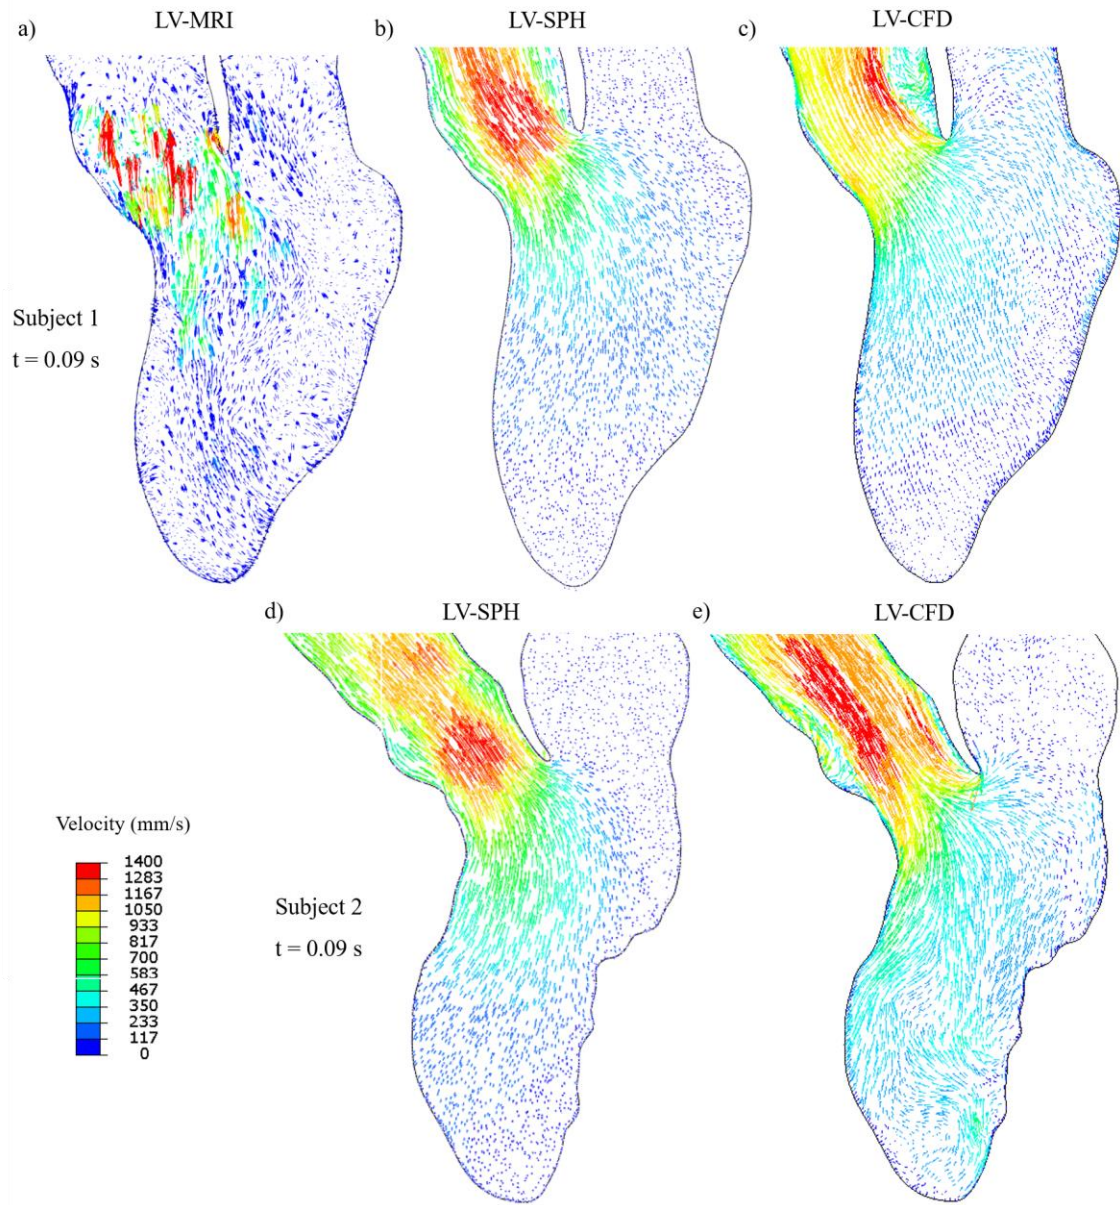 a)
LV-MRI
b)
LV-SPH
c)
LV-CFD
Subject 1
t = 0.09 s
d)
LV-SPH
e)
LV-CFD
Velocity (mm/s)
1400
1283
1167
1050
933
817
700
583
467
350
233
117
0
Subject 2
t = 0.09 s